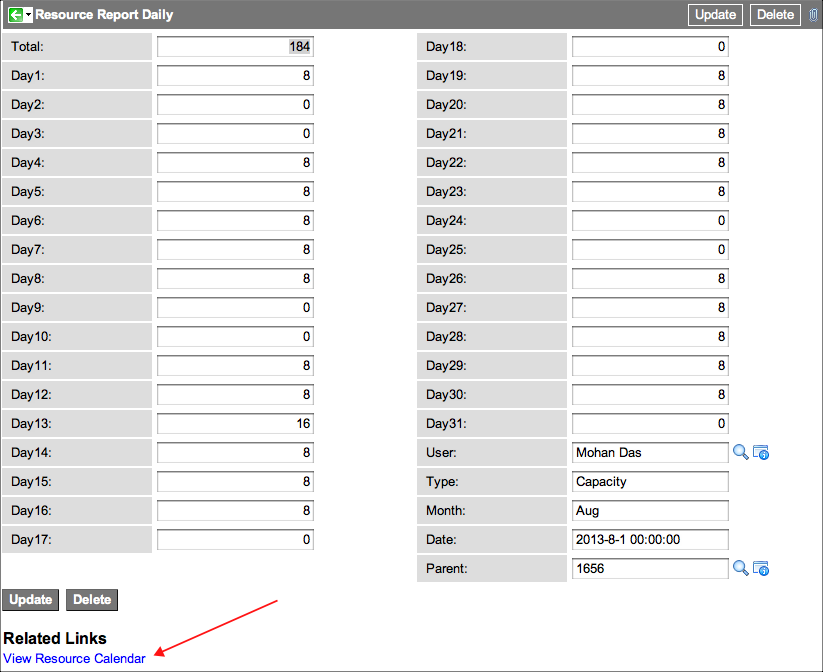 Resource Report Daily Update Delete
Total: 184
Day1: 8
Day2: 0
Day3: 0
Day4: 8
Day5: 8
Day6: 8
Day7: 8
Day8: 8
Day9: 0
Day10: 0
Day11: 8
Day12: 8
Day13: 16
Day14: 8
Day15: 8
Day16: 8
Day17: 0
Day18: 0
Day19: 8
Day20: 8
Day21: 8
Day22: 8
Day23: 8
Day24: 0
Day25: 0
Day26: 8
Day27: 8
Day28: 8
Day29: 8
Day30: 8
Day31: 0
User: Mohan Das
Type: Capacity
Month: Aug
Date: 2013-8-1 00:00:00
Parent: 1656
Update Delete
Related Links
View Resource Calendar